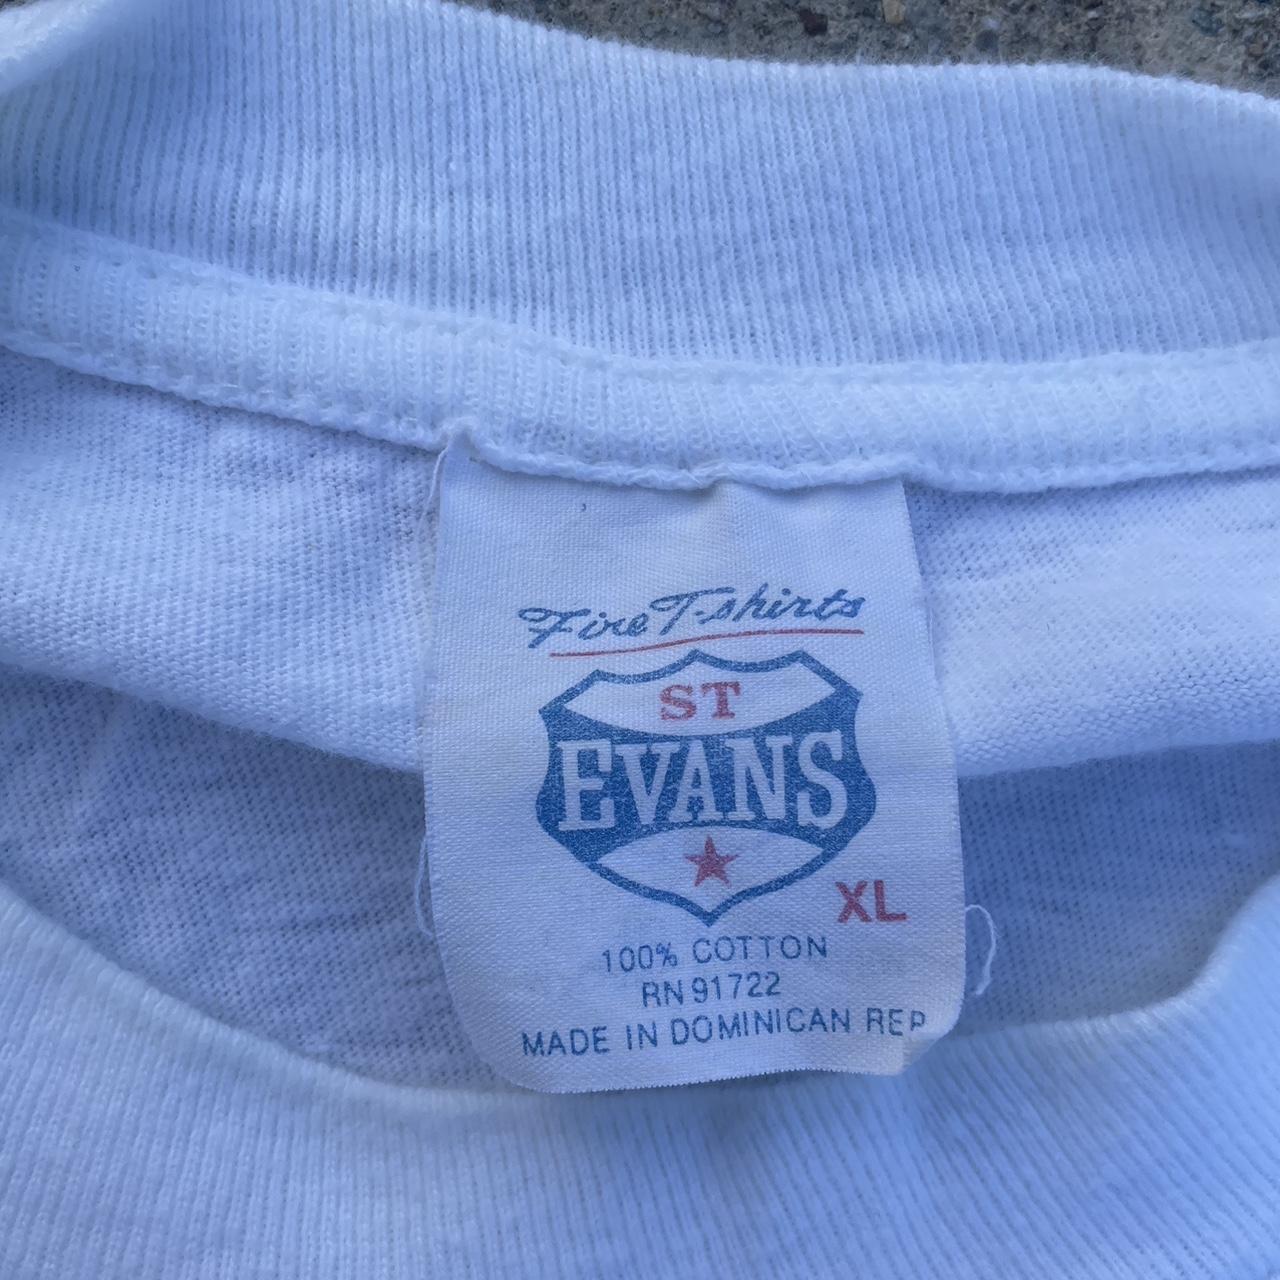 Fine T-shirts
ST
EVANS
XL
100% COTTON
RN 91722
MADE IN DOMINICAN REP